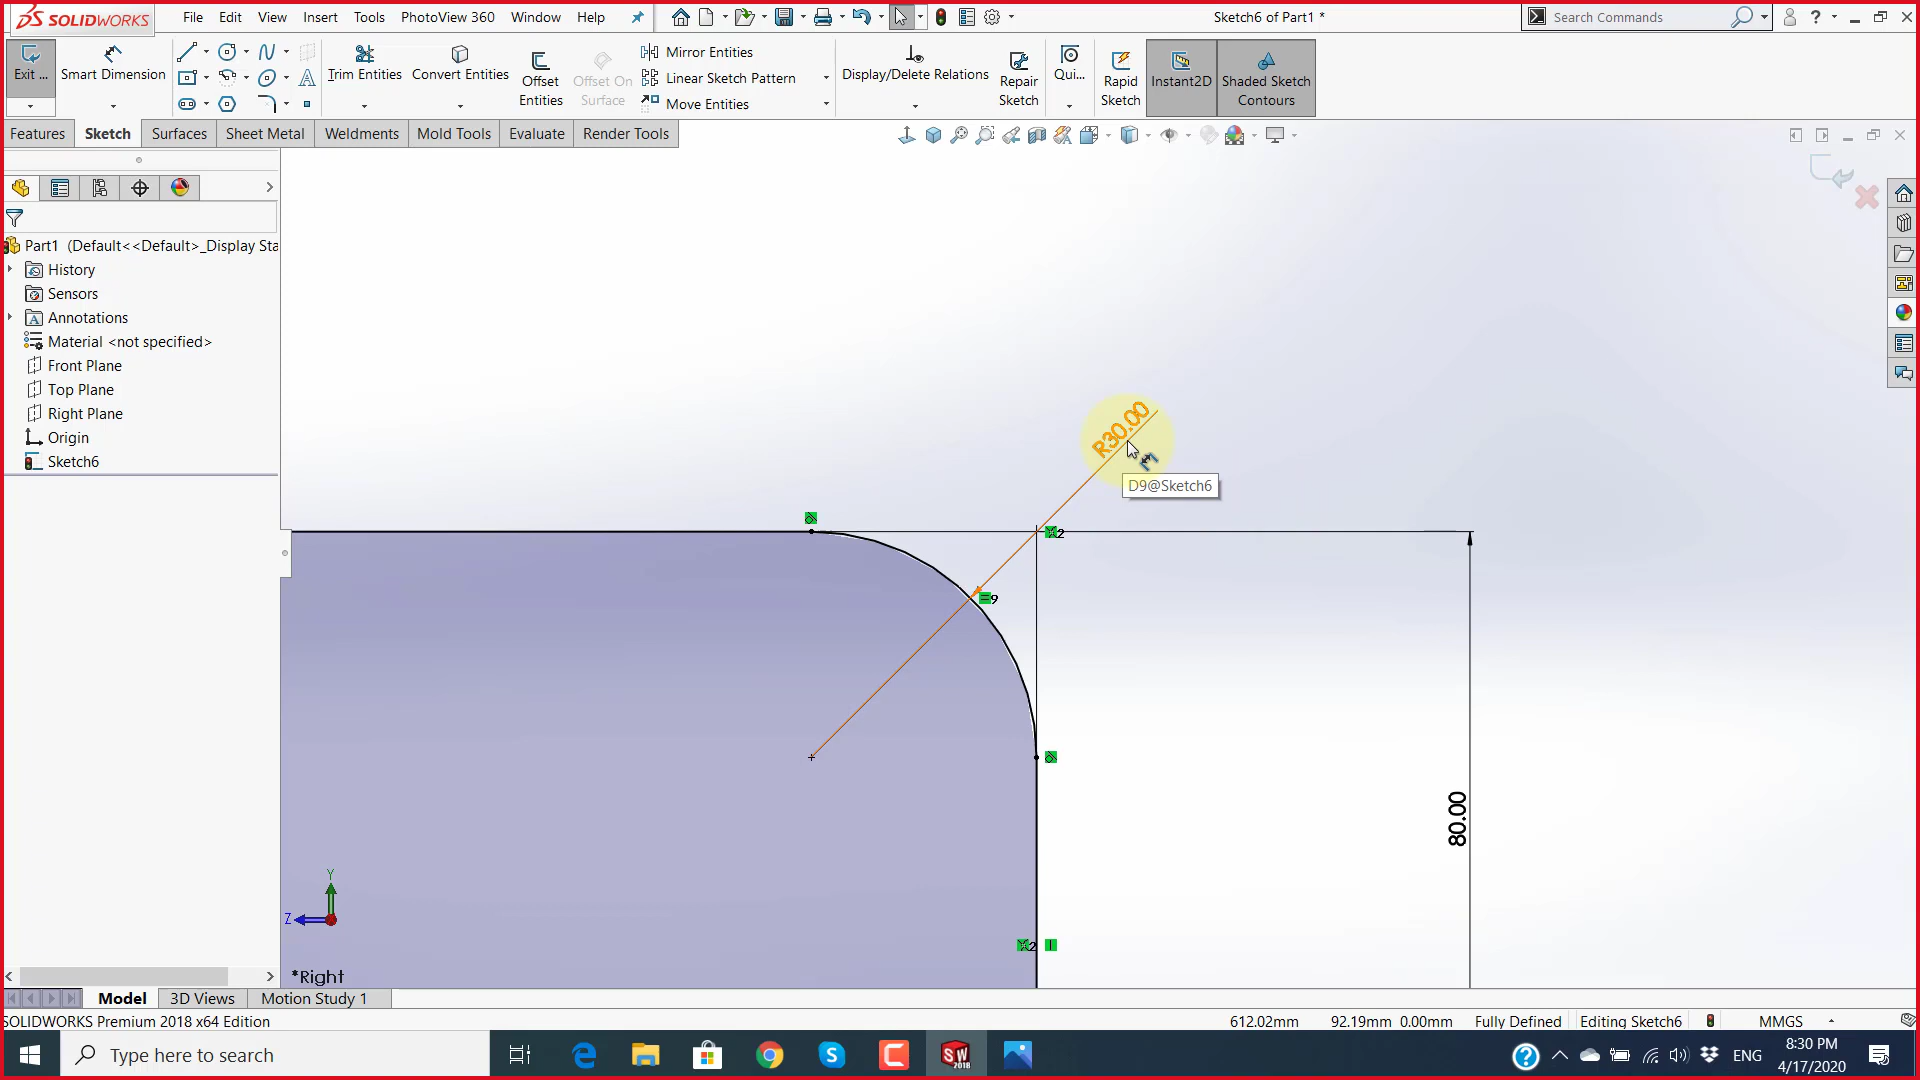 SOLIDWORKS File Edit View Insert Tools PhotoView 360 Window Help Sketch6 of Part1 * Search Commands ?
Exit ... Smart Dimension Trim Entities Convert Entities Offset Entities Offset On Surface Mirror Entities Linear Sketch Pattern Move Entities Display/Delete Relations Repair Sketch Qui... Rapid Sketch Instant2D Shaded Sketch Contours
Features Sketch Surfaces Sheet Metal Weldments Mold Tools Evaluate Render Tools
Part1 (Default<<Default>_Display Sta
History
Sensors
Annotations
Material <not specified>
Front Plane
Top Plane
Right Plane
Origin
Sketch6
R30.00
D9@Sketch6
2
9
80.00
2
Y
Z
*Right
Model 3D Views Motion Study 1
SOLIDWORKS Premium 2018 x64 Edition 612.02mm 92.19mm 0.00mm Fully Defined Editing Sketch6 MMGS
Type here to search ENG 8:30 PM
4/17/2020